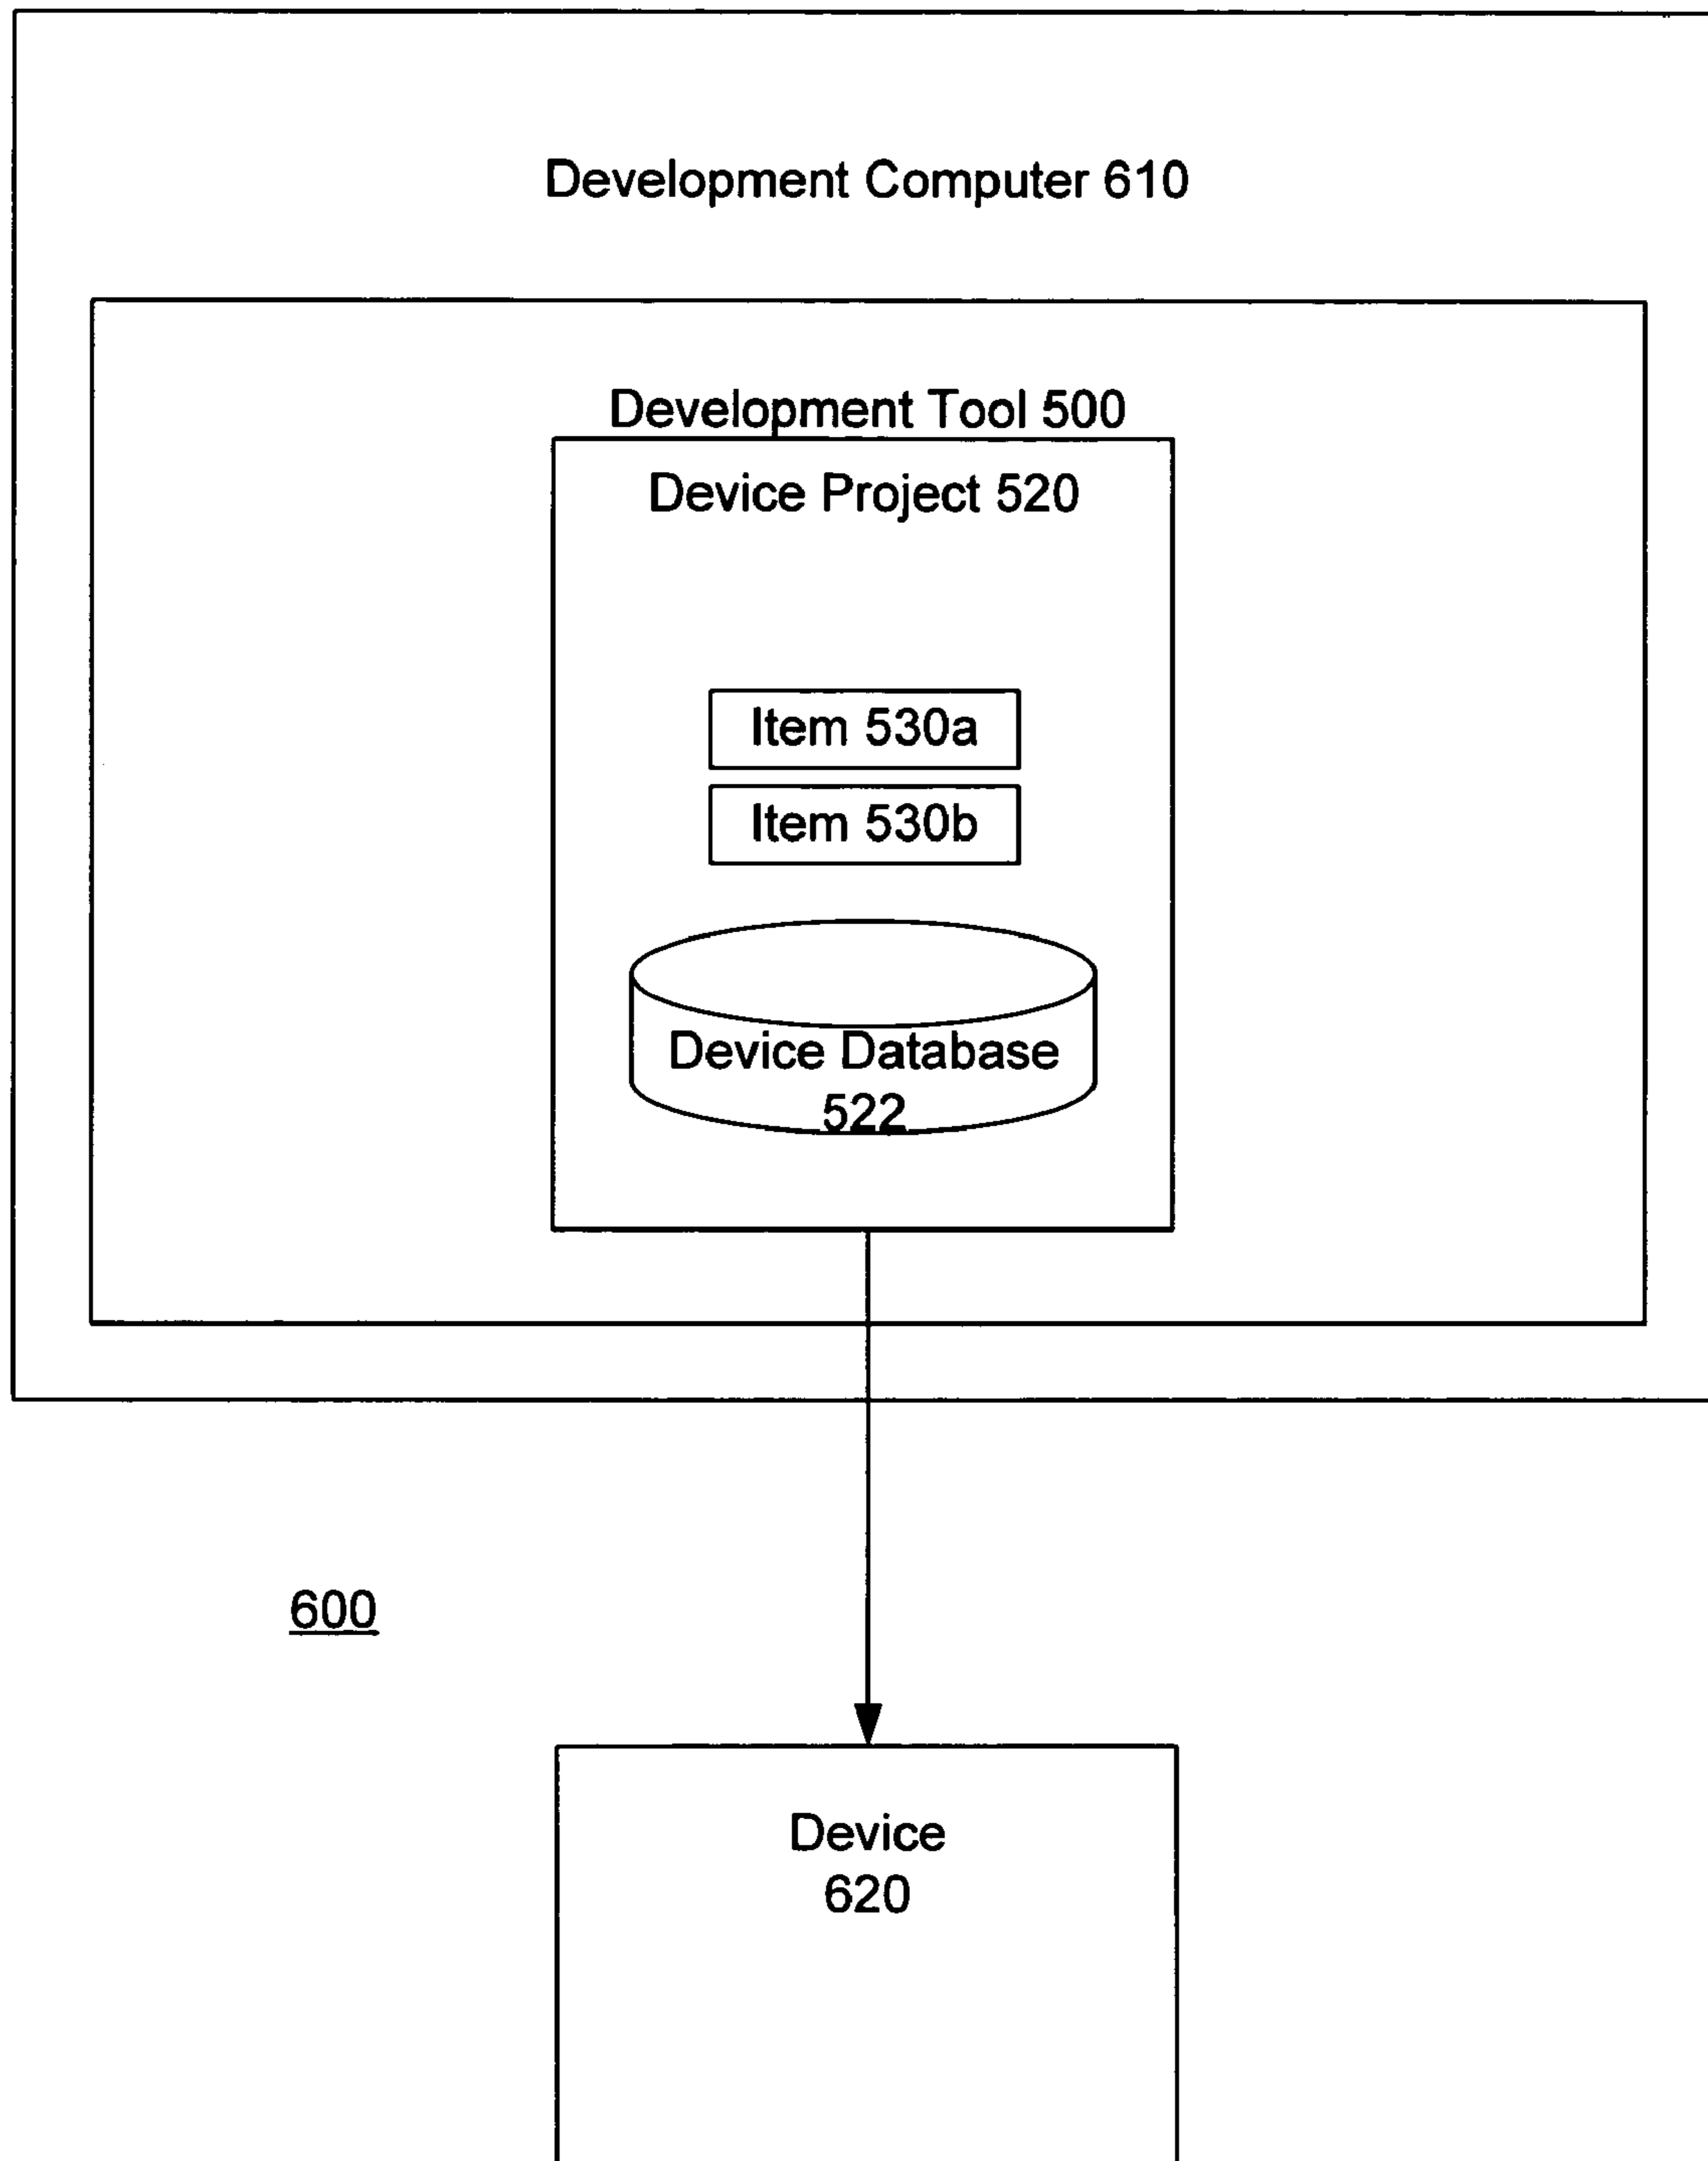 Development Computer 610
Development Tool 500
Device Project 520
Item 530a
Item 530b
Device Database
522
600
Device
620